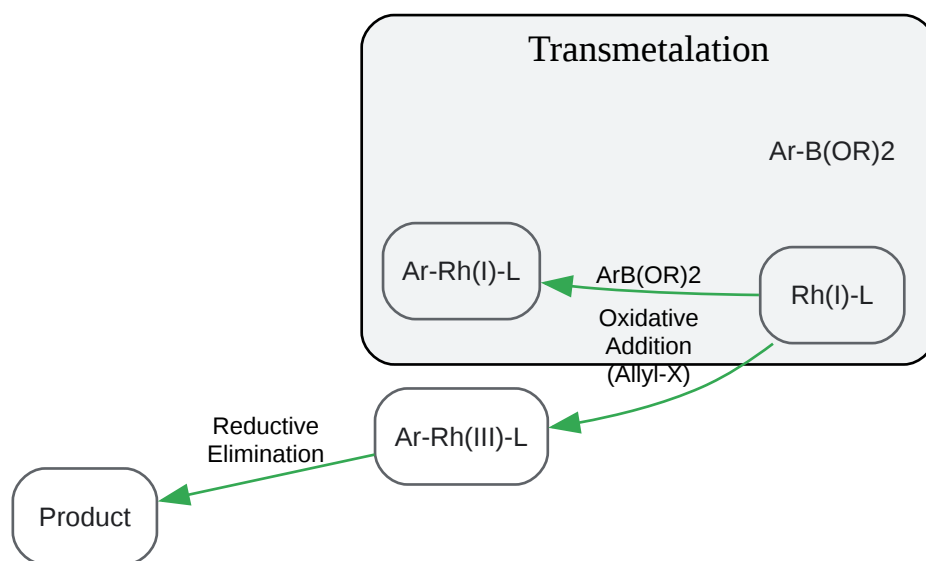 Transmetalation
Ar-B(OR)2
Ar-Rh(I)-L
ArB(OR)2
Rh(I)-L
Oxidative
Addition
(Allyl-X)
Reductive
Elimination
Ar-Rh(III)-L
Product